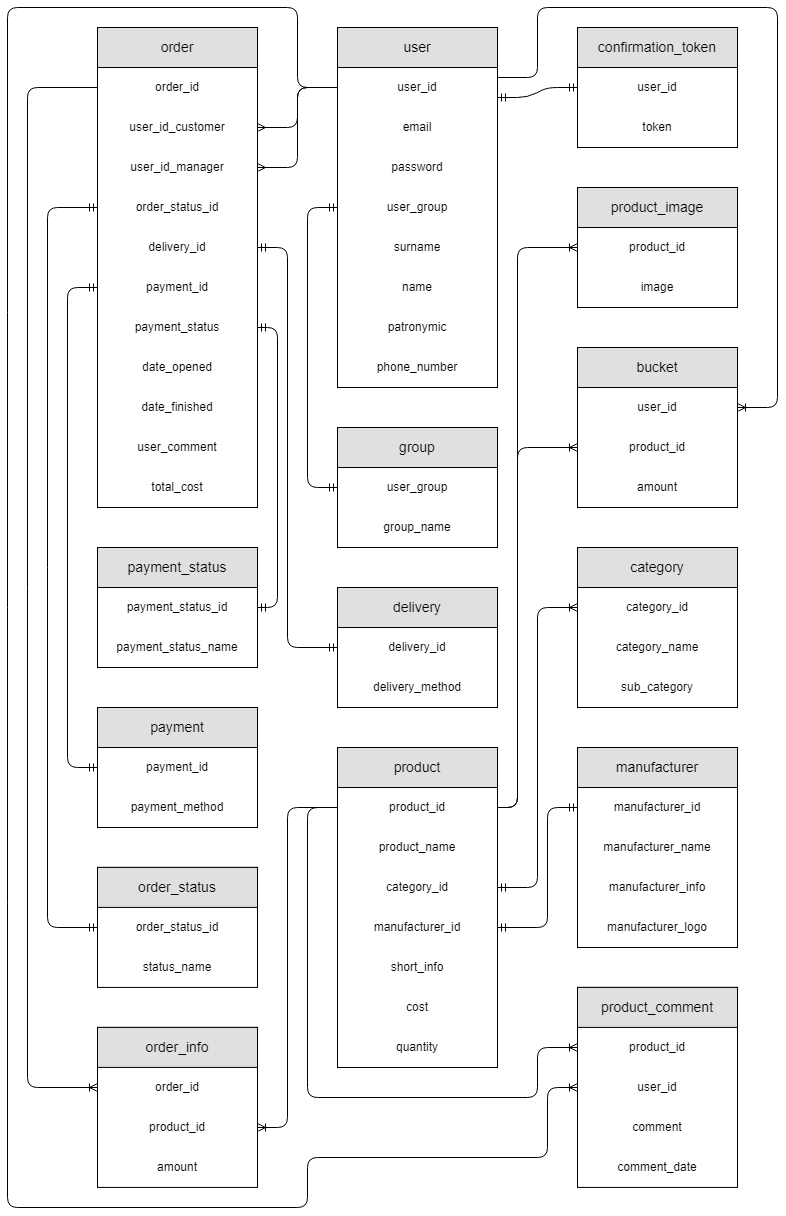 order
order_id
user_id_customer
user_id_manager
order_status_id
delivery_id
payment_id
payment_status
date_opened
date_finished
user_comment
total_cost
payment_status
payment_status_id
payment_status_name
payment
payment_id
payment_method
order_status
order_status_id
status_name
order_info
order_id
product_id
amount
user
user_id
email
password
user_group
surname
name
patronymic
phone_number
group
user_group
group_name
delivery
delivery_id
delivery_method
product
product_id
product_name
category_id
manufacturer_id
short_info
cost
quantity
confirmation_token
user_id
token
product_image
product_id
image
bucket
user_id
product_id
amount
category
category_id
category_name
sub_category
manufacturer
manufacturer_id
manufacturer_name
manufacturer_info
manufacturer_logo
product_comment
product_id
user_id
comment
comment_date